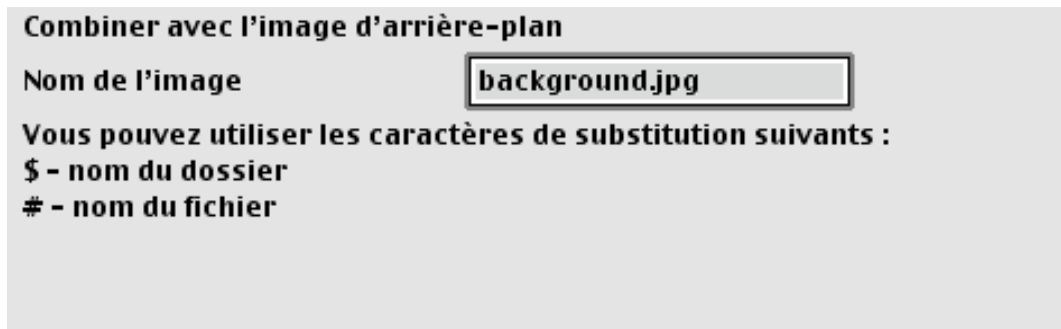 Combiner avec l’image d’arrière-plan
Nom de l’image background.jpg
Vous pouvez utiliser les caractères de substitution suivants :
$ - nom du dossier
# - nom du fichier